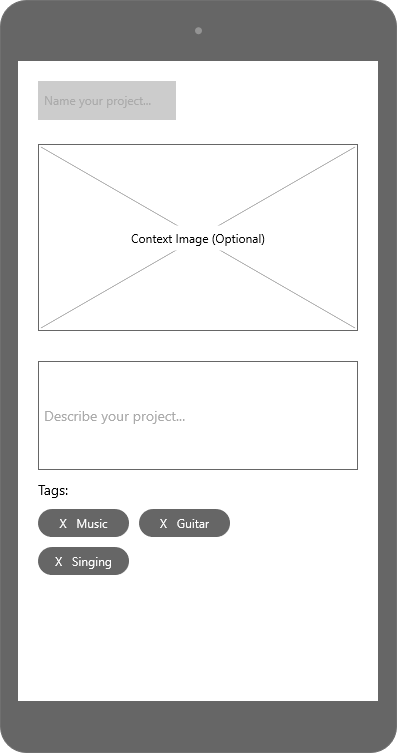 Name your project...
Context Image (Optional)
Describe your project...
Tags:
X Music X Guitar
X Singing